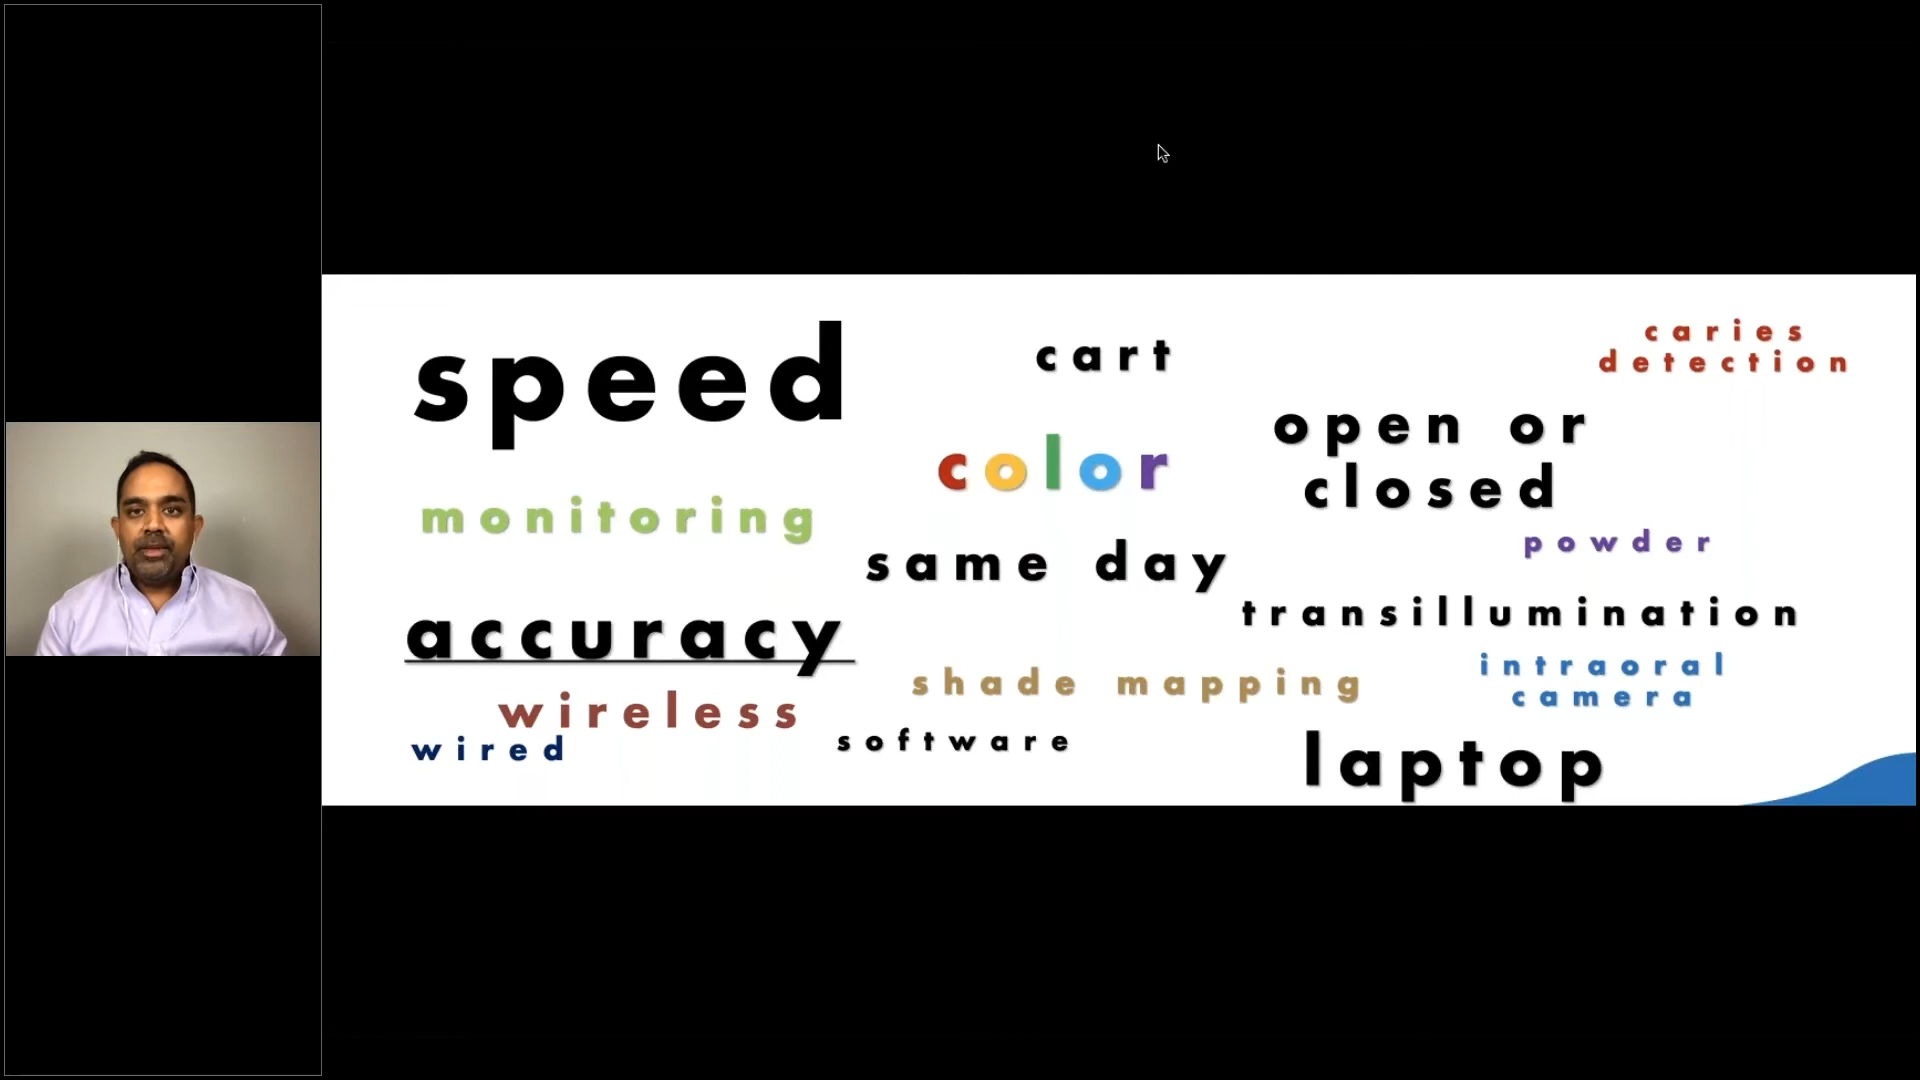 speed
cart
caries
detection
color
open or
closed
monitoring
same day
powder
accuracy
transillumination
shade mapping
intraoral
camera
wireless
wired
software
laptop